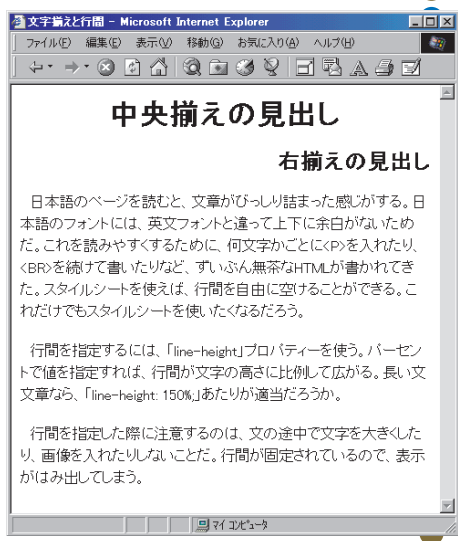 文字揃えと行間 - Microsoft Internet Explorer
ファイル(F) 編集(E) 表示(V) 移動(G) お気に入り(A) ヘルプ(H)
中央揃えの見出し
右揃えの見出し
日本語のページを読むと、文章がびっしり詰まった感じがする。日
本語のフォントには、英文フォントと違って上下に余白がないため
だ。これを読みやすくするために、何文字かごとに<P>を入れたり、
<BR>を続けて書いたりなど、ずいぶん無茶なHTMLが書かれてき
た。スタイルシートを使えば、行間を自由に空けることができる。こ
れだけでもスタイルシートを使いたくなるだろう。
行間を指定するには、「line-height」プロパティーを使う。パーセン
トで値を指定すれば、行間が文字の高さに比例して広がる。長い文
文章なら、「line-height: 150%;」あたりが適当だろうか。
行間を指定した際に注意するのは、文の途中で文字を大きくした
り、画像を入れたりしないことだ。行間が固定されているので、表示
がはみ出してしまう。
マイ コンピュータ